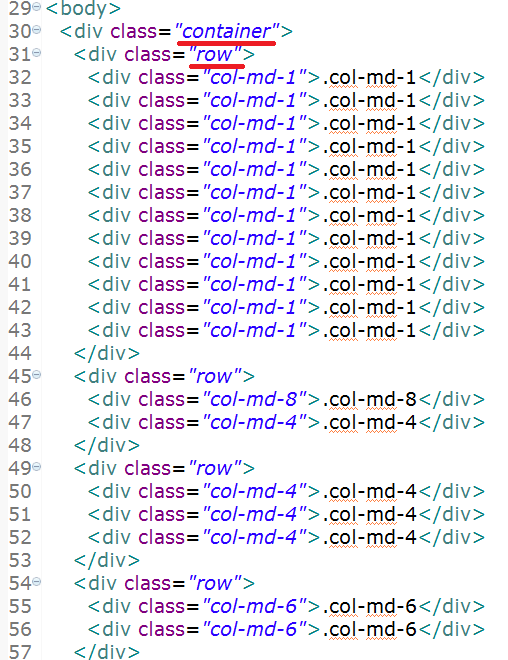 29 <body>
30 <div class="container">
31 <div class="row">
32 <div class="col-md-1">.col-md-1</div>
33 <div class="col-md-1">.col-md-1</div>
34 <div class="col-md-1">.col-md-1</div>
35 <div class="col-md-1">.col-md-1</div>
36 <div class="col-md-1">.col-md-1</div>
37 <div class="col-md-1">.col-md-1</div>
38 <div class="col-md-1">.col-md-1</div>
39 <div class="col-md-1">.col-md-1</div>
40 <div class="col-md-1">.col-md-1</div>
41 <div class="col-md-1">.col-md-1</div>
42 <div class="col-md-1">.col-md-1</div>
43 <div class="col-md-1">.col-md-1</div>
44 </div>
45 <div class="row">
46 <div class="col-md-8">.col-md-8</div>
47 <div class="col-md-4">.col-md-4</div>
48 </div>
49 <div class="row">
50 <div class="col-md-4">.col-md-4</div>
51 <div class="col-md-4">.col-md-4</div>
52 <div class="col-md-4">.col-md-4</div>
53 </div>
54 <div class="row">
55 <div class="col-md-6">.col-md-6</div>
56 <div class="col-md-6">.col-md-6</div>
57 </div>